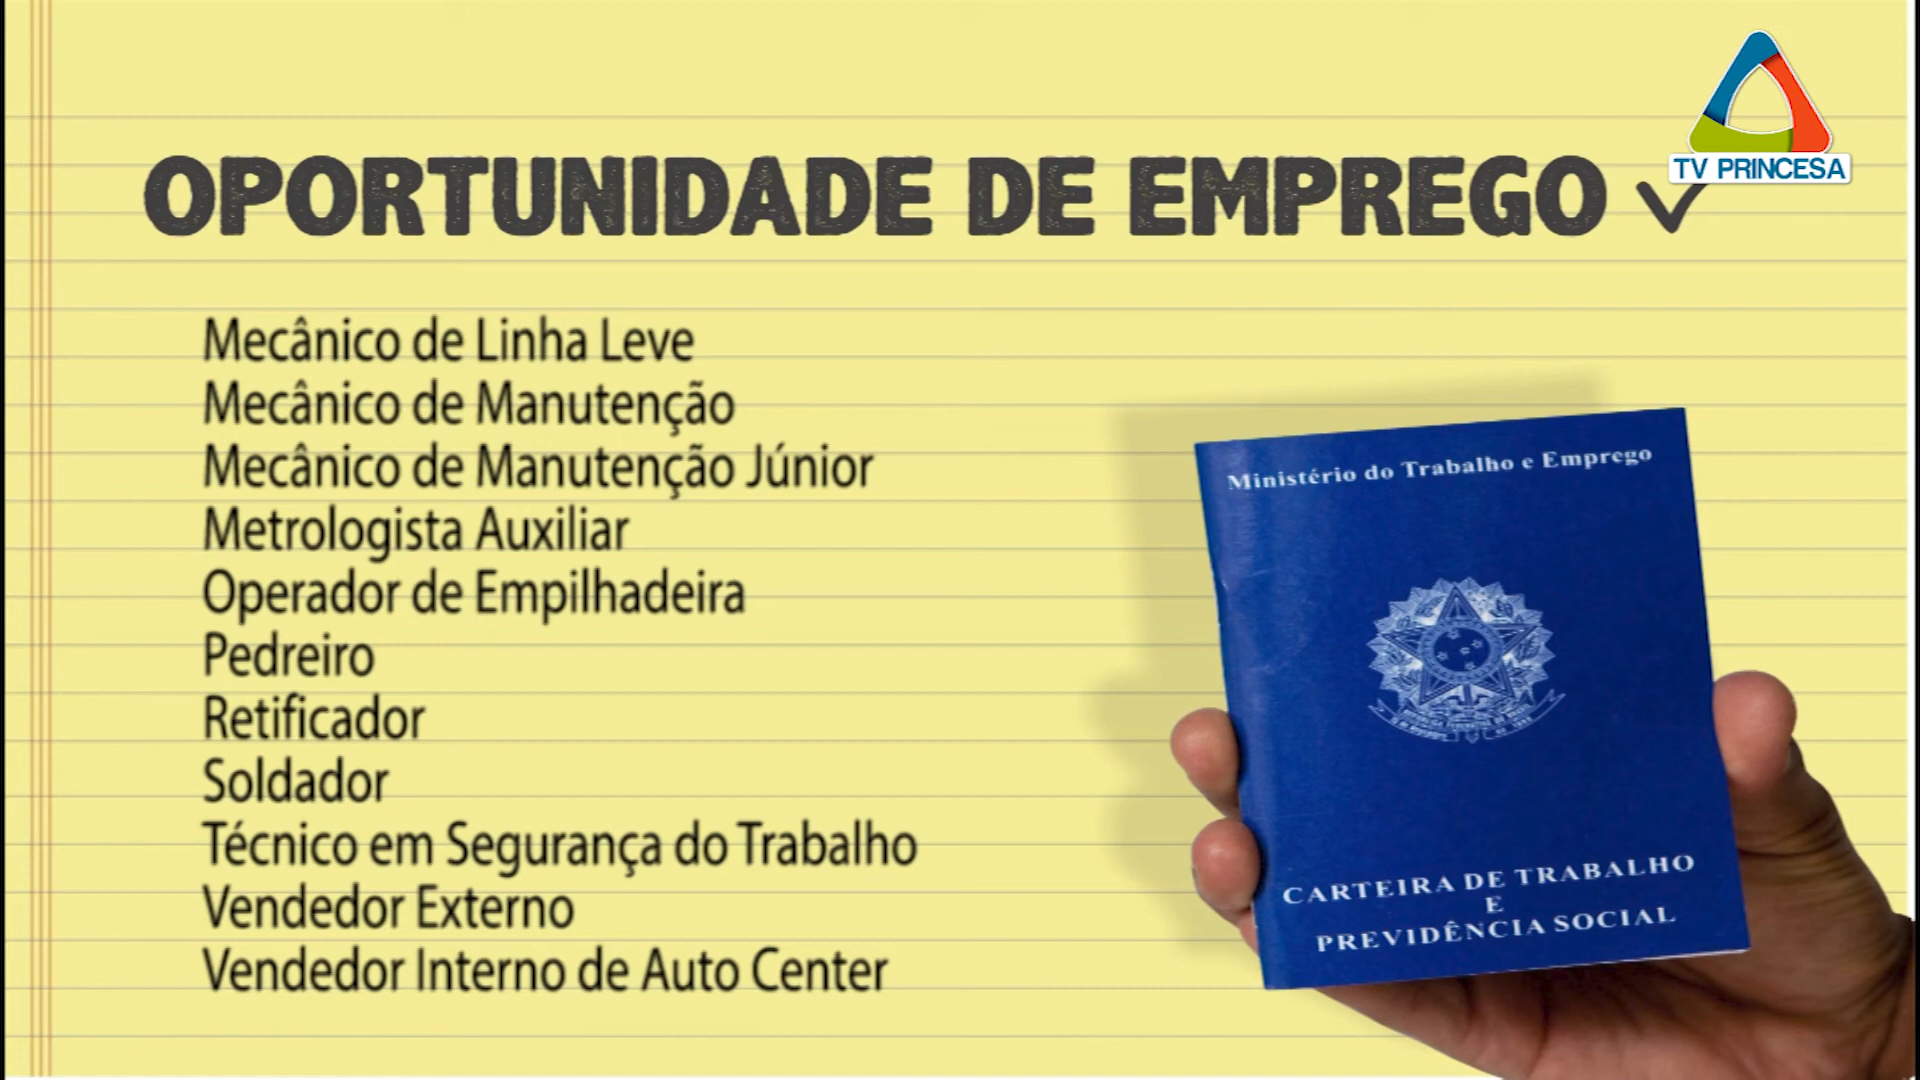 TV PRINCESA
OPORTUNIDADE DE EMPREGO
Mecânico de Linha Leve
Mecânico de Manutenção
Mecânico de Manutenção Júnior
Metrologista Auxiliar
Operador de Empilhadeira
Pedreiro
Retificador
Soldador
Técnico em Segurança do Trabalho
Vendedor Externo
Vendedor Interno de Auto Center
Ministério do Trabalho e Emprego
CARTEIRA DE TRABALHO
E
PREVIDÊNCIA SOCIAL